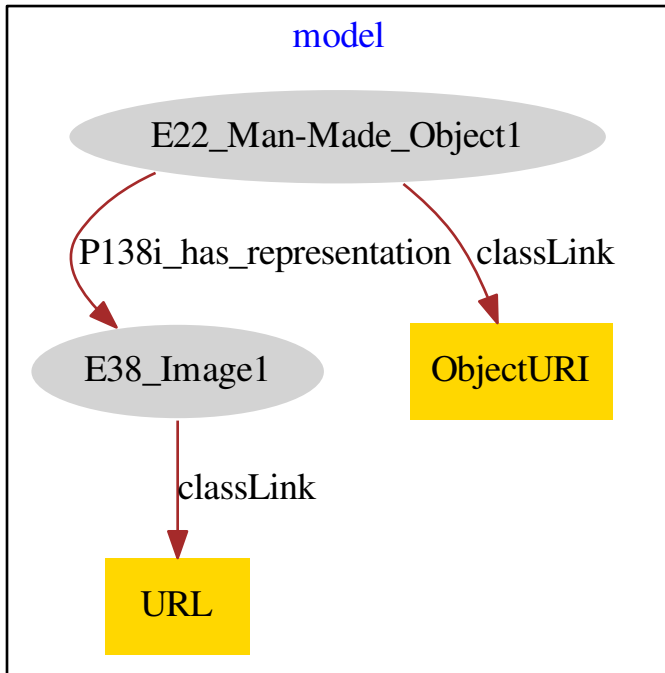 model
E22_Man-Made_Object1
P138i_has_representation
classLink
E38_Image1
ObjectURI
classLink
URL